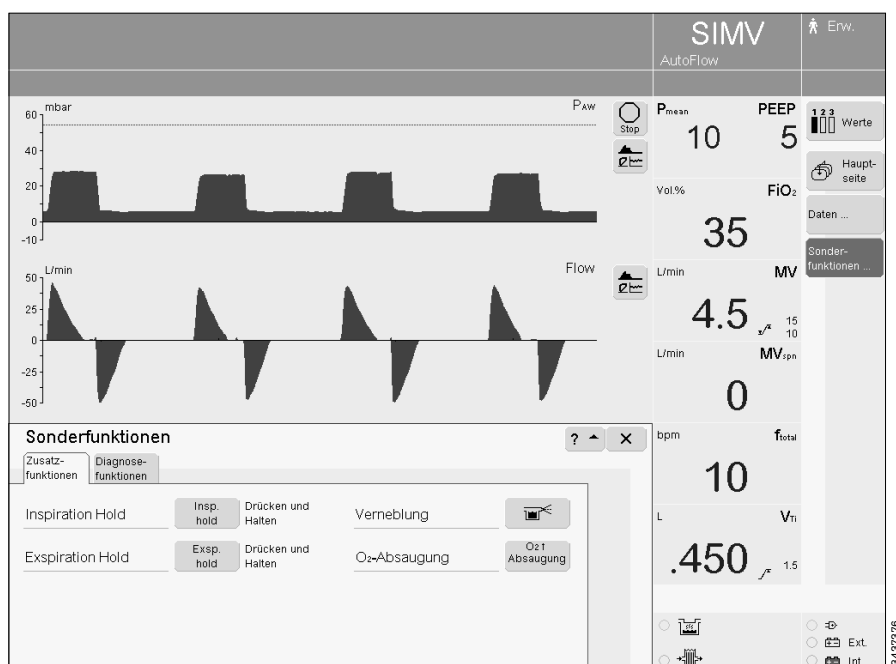 SIMV
AutoFlow
Erw.
mbar
PAW
60
40
20
0
-10
Stop
L/min
Flow
50
25
0
-25
-50
Pmean
PEEP
10
5
Vol.%
FiO2
35
L/min
MV
4.5
15
10
L/min
MVspn
0
bpm
ftotal
10
L
VTi
.450
1.5
1 2 3
Werte
Haupt-
seite
Daten ...
Sonder-
funktionen ...
Sonderfunktionen
?
Zusatz-
funktionen
Diagnose-
funktionen
Inspiration Hold
Insp.
hold
Drücken und
Halten
Verneblung
Exspiration Hold
Exsp.
hold
Drücken und
Halten
O2-Absaugung
O2↑
Absaugung
Ext.
Int.